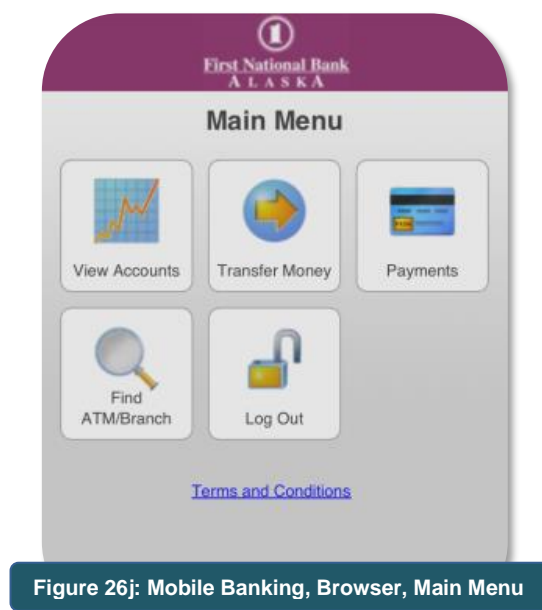 1
First National Bank
ALASKA
Main Menu
View Accounts
Transfer Money
Payments
Find
ATM/Branch
Log Out
Terms and Conditions
Figure 26j: Mobile Banking, Browser, Main Menu